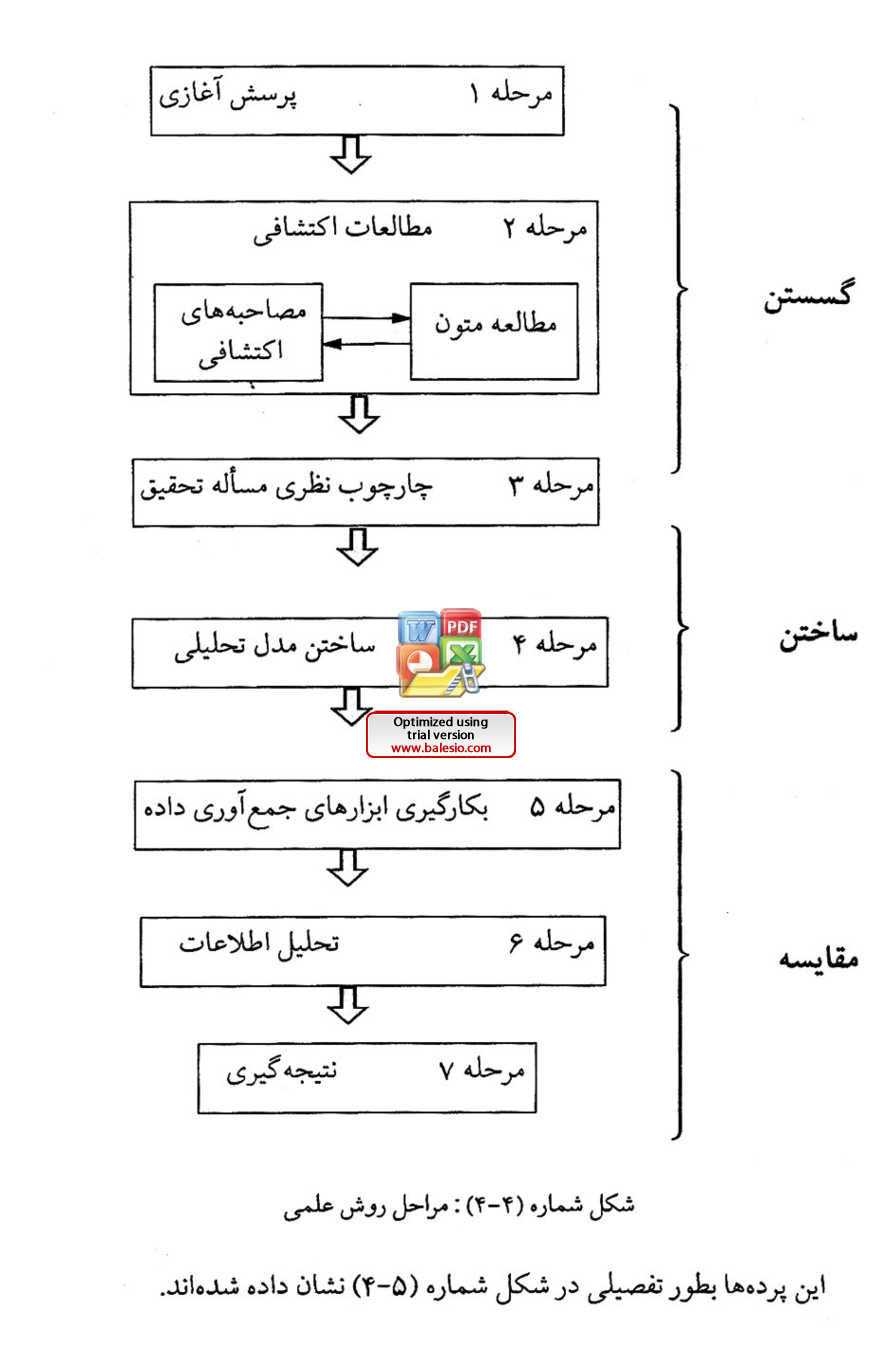 مرحله ۱ پرسش آغازی
مرحله ۲ مطالعات اکتشافی
گسستن
مطالعه متون
مصاحبه‌های
اکتشافی
مرحله ۳ چارچوب نظری مسأله تحقیق
ساختن
مرحله ۴ ساختن مدل تحلیلی
W
PDF
X
Optimized using
trial version
www.balesio.com
مرحله ۵ بکارگیری ابزارهای جمع‌آوری داده
مرحله ۶ تحلیل اطلاعات
مقایسه
مرحله ۷ نتیجه‌گیری
شکل شماره (۴-۴) : مراحل روش علمی
این پرده‌ها بطور تفصیلی در شکل شماره (۵-۴) نشان داده شده‌اند.